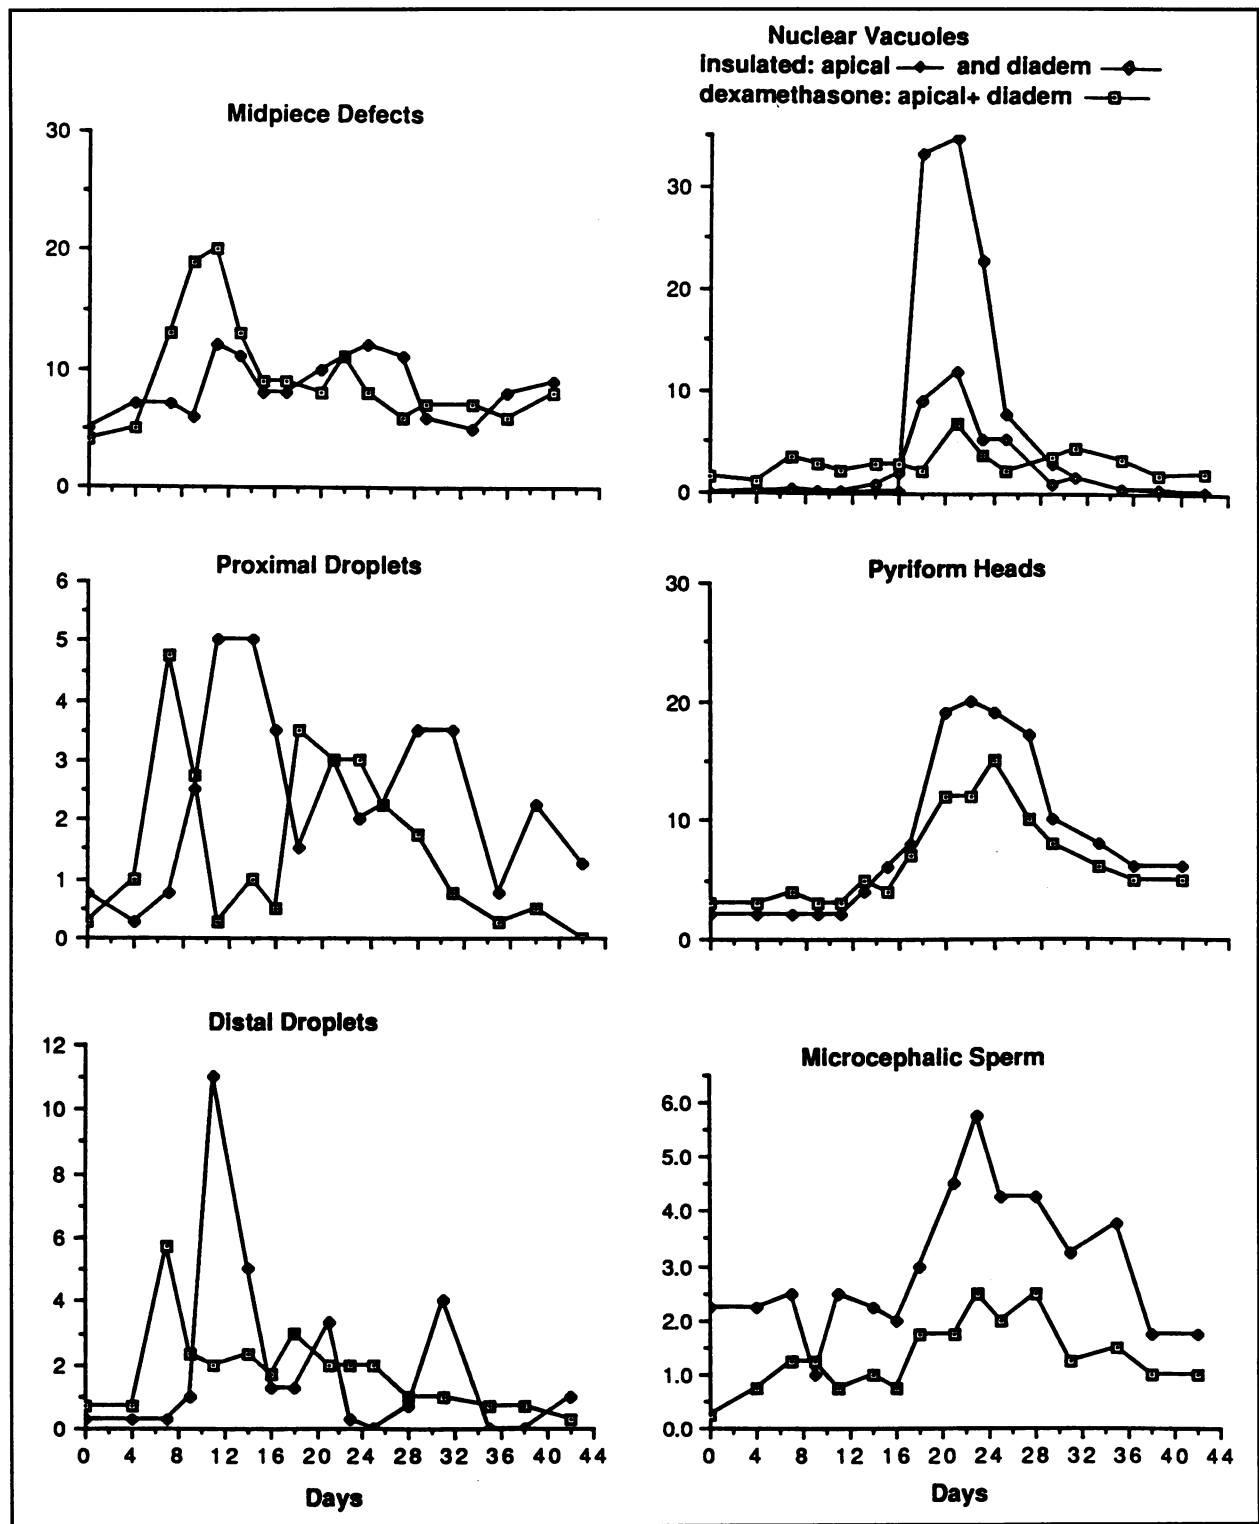 Nuclear Vacuoles
insulated: apical and diadem
dexamethasone: apical+ diadem
Midpiece Defects
30
20
10
0
30
20
10
0
Proximal Droplets
6
5
4
3
2
1
0
Pyriform Heads
30
20
10
0
Distal Droplets
12
10
8
6
4
2
0
0 4 8 12 16 20 24 28 32 36 40 44
Days
Microcephalic Sperm
6.0
5.0
4.0
3.0
2.0
1.0
0.0
0 4 8 12 16 20 24 28 32 36 40 44
Days